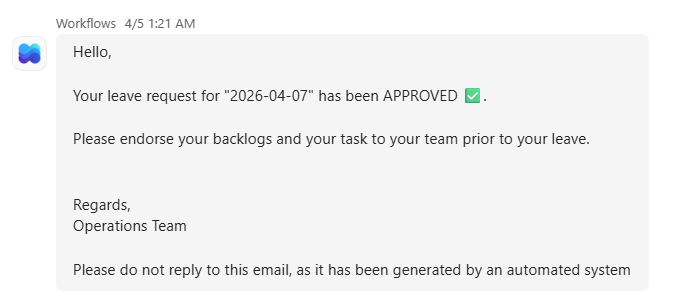 Workflows 4/5 1:21 AM
Hello,
Your leave request for "2026-04-07" has been APPROVED ✅ .
Please endorse your backlogs and your task to your team prior to your leave.
Regards,
Operations Team
Please do not reply to this email, as it has been generated by an automated system